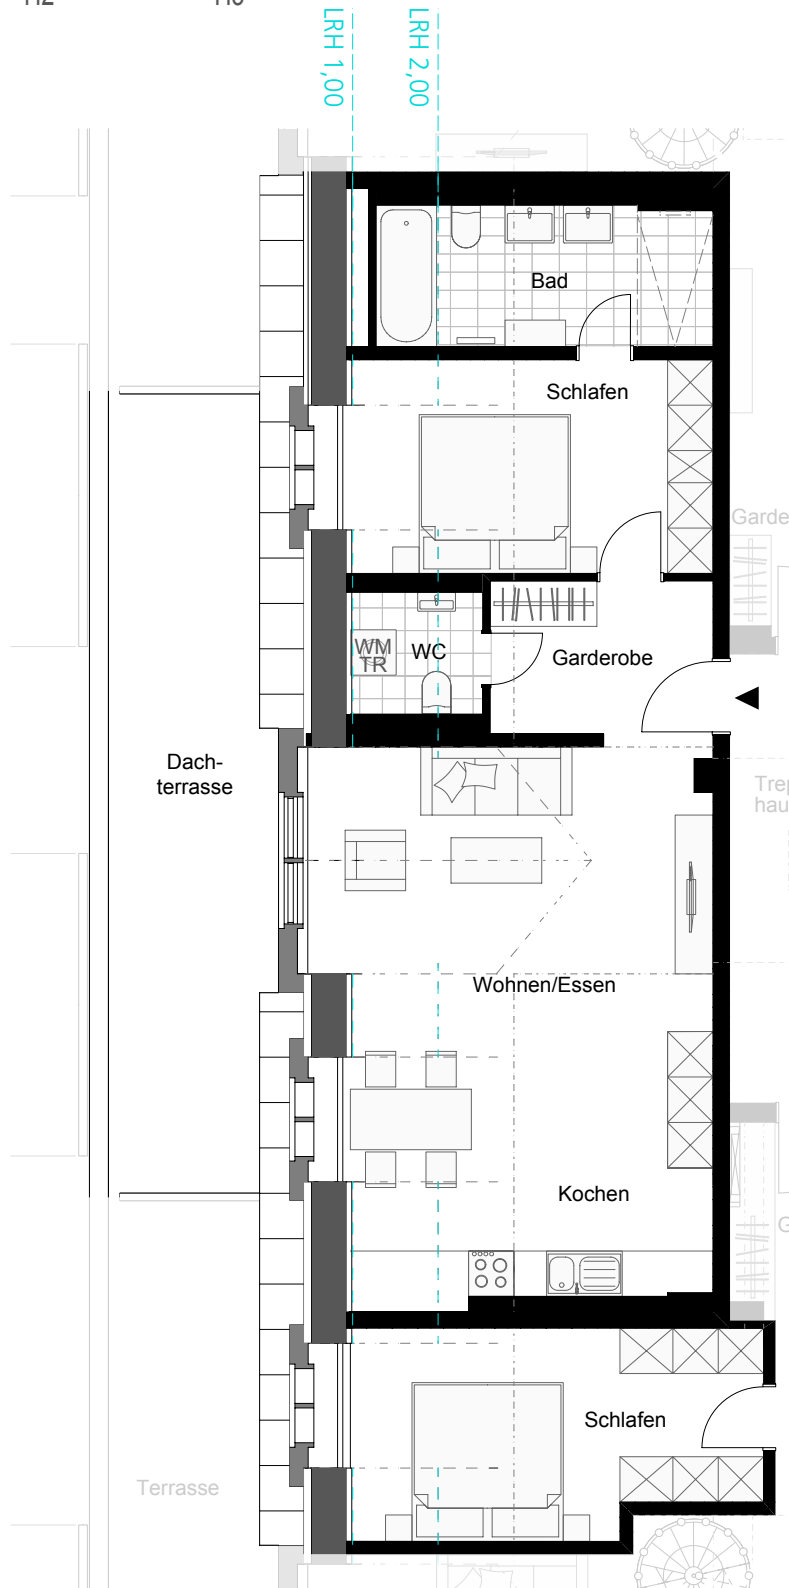 LRH 1,00
LRH 2,00
Bad
Schlafen
Garde
WM
TR
WC
Garderobe
Dach-
terrasse
Trep
hau
Wohnen/Essen
Kochen
G
Schlafen
Terrasse